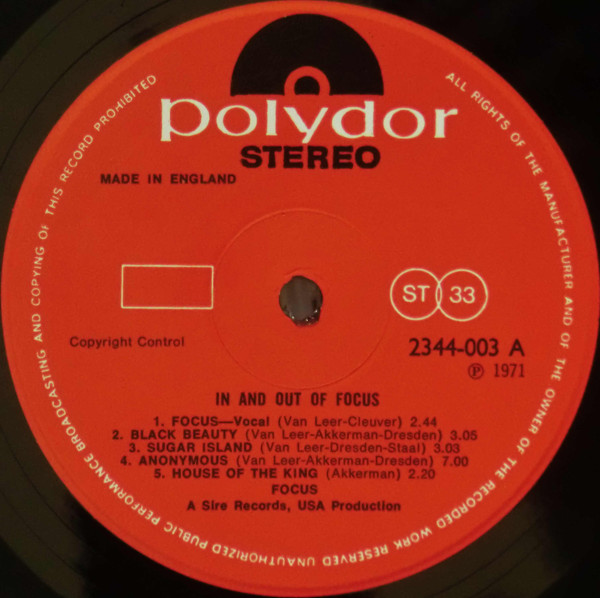 polydor
STEREO
MADE IN ENGLAND
ST 33
Copyright Control
2344-003 A
℗ 1971
IN AND OUT OF FOCUS
1. FOCUS—Vocal (Van Leer-Cleuver) 2.44
2. BLACK BEAUTY (Van Leer-Akkerman-Dresden) 3.05
3. SUGAR ISLAND (Van Leer-Dresden-Staal) 3.03
4. ANONYMOUS (Van Leer-Akkerman-Dresden) 7.00
5. HOUSE OF THE KING (Akkerman) 2.20
FOCUS
A Sire Records, USA Production
ALL RIGHTS OF THE MANUFACTURER AND OF THE OWNER OF THE RECORDED WORK RESERVED UNAUTHORIZED PUBLIC PERFORMANCE BROADCASTING AND COPYING OF THIS RECORD PROHIBITED